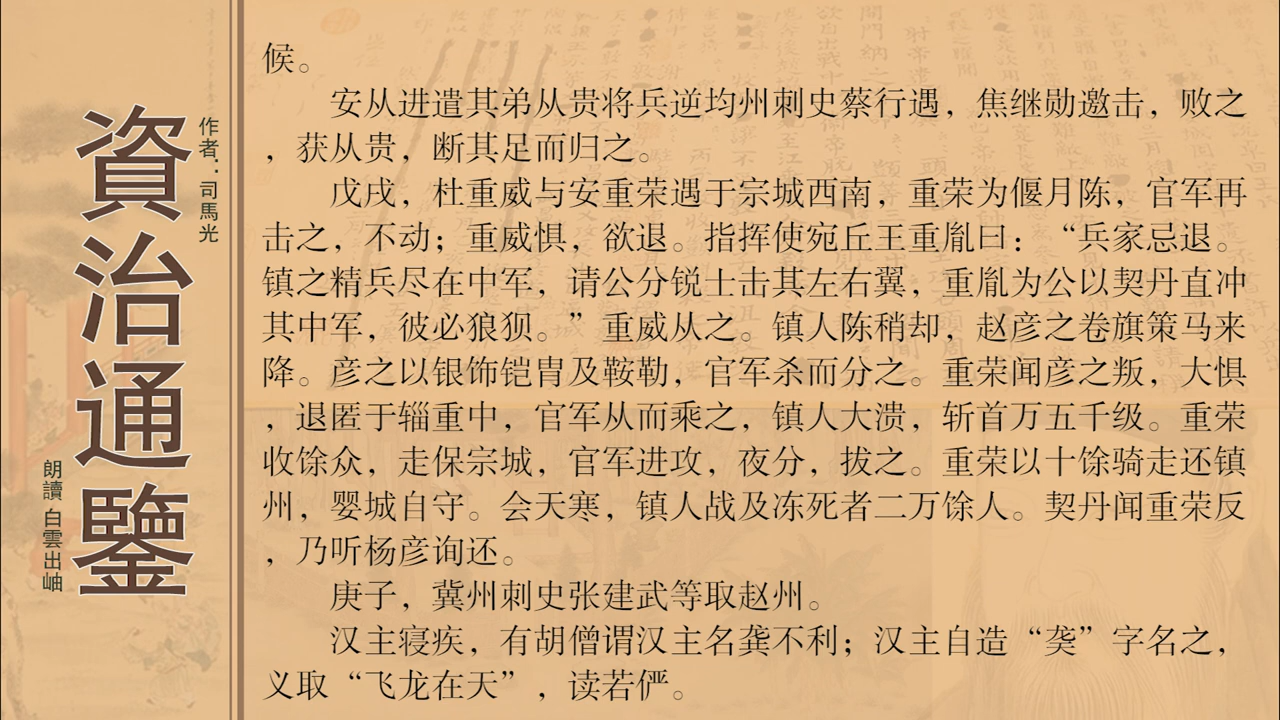 資治通鑒
作者：司馬光
朗讀 白雲出岫
候。
安从进遣其弟从贵将兵逆均州刺史蔡行遇，焦继勋邀击，败之
，获从贵，断其足而归之。
戊戌，杜重威与安重荣遇于宗城西南，重荣为偃月陈，官军再
击之，不动；重威惧，欲退。指挥使宛丘王重胤曰：“兵家忌退。
镇之精兵尽在中军，请公分锐士击其左右翼，重胤为公以契丹直冲
其中军，彼必狼狈。”重威从之。镇人陈稍却，赵彦之卷旗策马来
降。彦之以银饰铠胄及鞍勒，官军杀而分之。重荣闻彦之叛，大惧
，退匿于辎重中，官军从而乘之，镇人大溃，斩首万五千级。重荣
收馀众，走保宗城，官军进攻，夜分，拔之。重荣以十馀骑走还镇
州，婴城自守。会天寒，镇人战及冻死者二万馀人。契丹闻重荣反
，乃听杨彦询还。
庚子，冀州刺史张建武等取赵州。
汉主寝疾，有胡僧谓汉主名龚不利；汉主自造“䶮”字名之，
义取“飞龙在天”，读若俨。